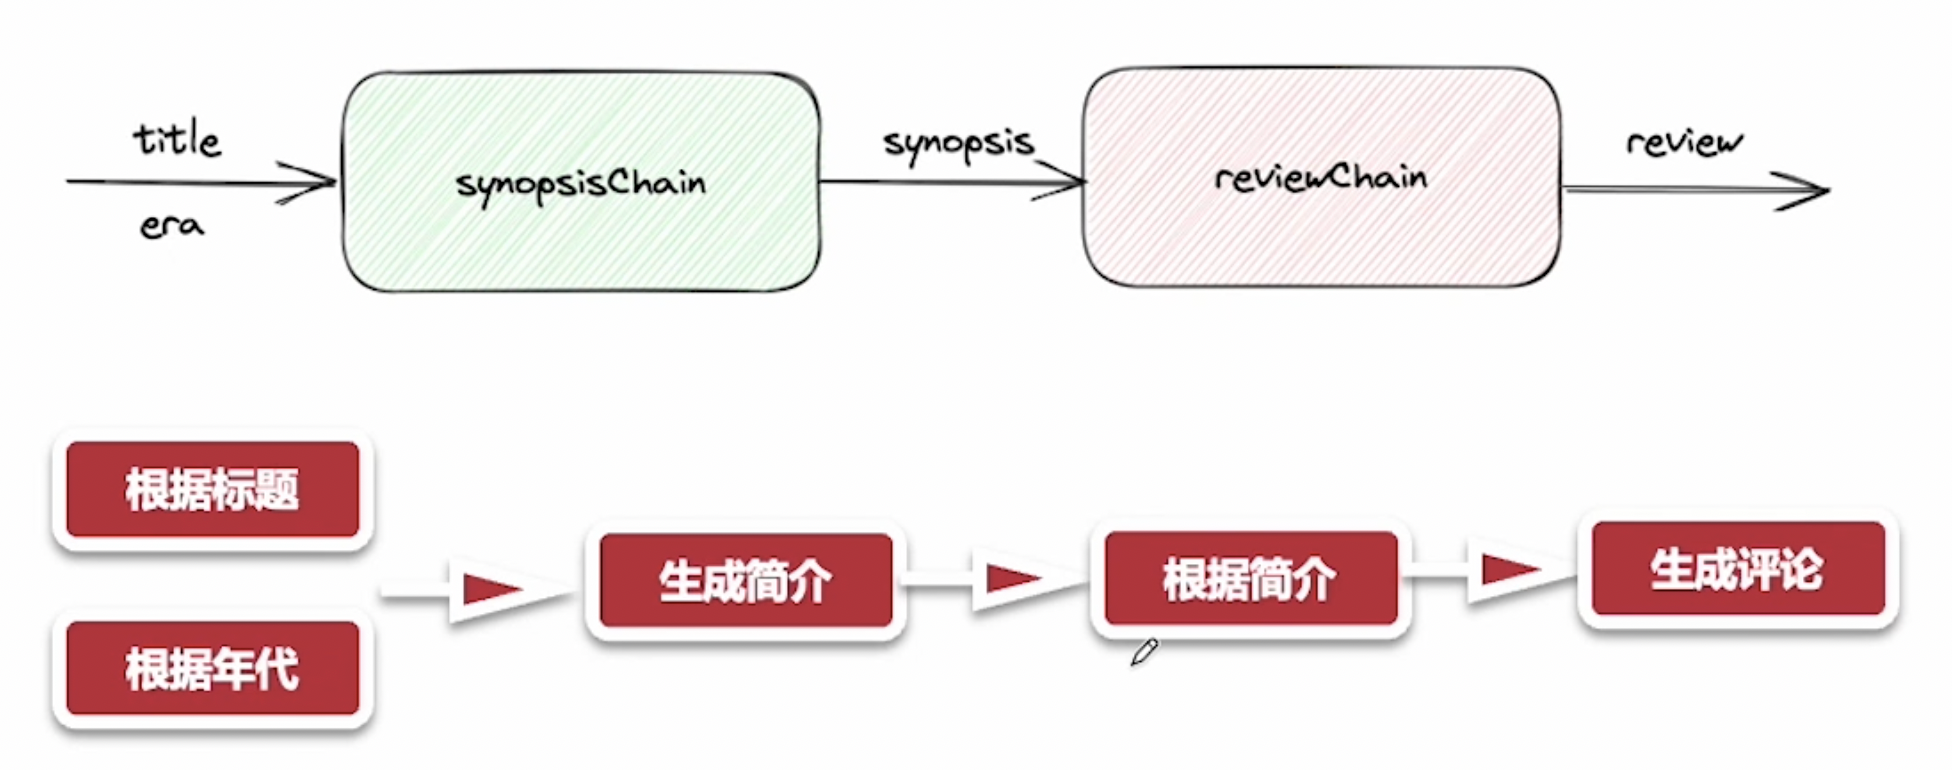 title
era
synopsisChain
synopsis
reviewChain
review
根据标题
根据年代
生成简介
根据简介
生成评论